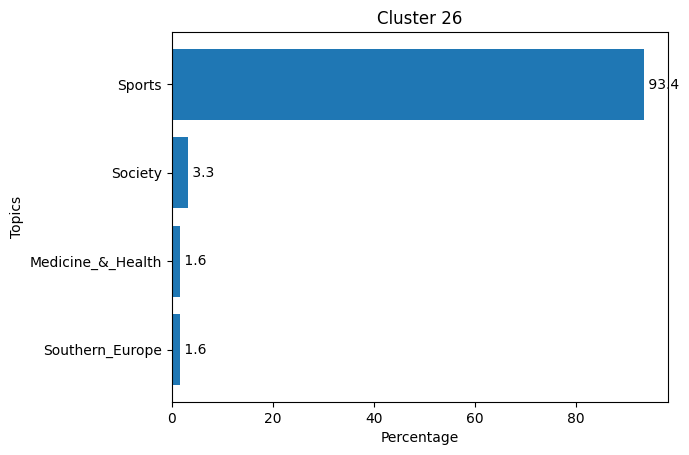 Cluster 26
Sports
93.4
Society
3.3
Medicine_&_Health
1.6
Southern_Europe
1.6
Topics
0
20
40
60
80
Percentage